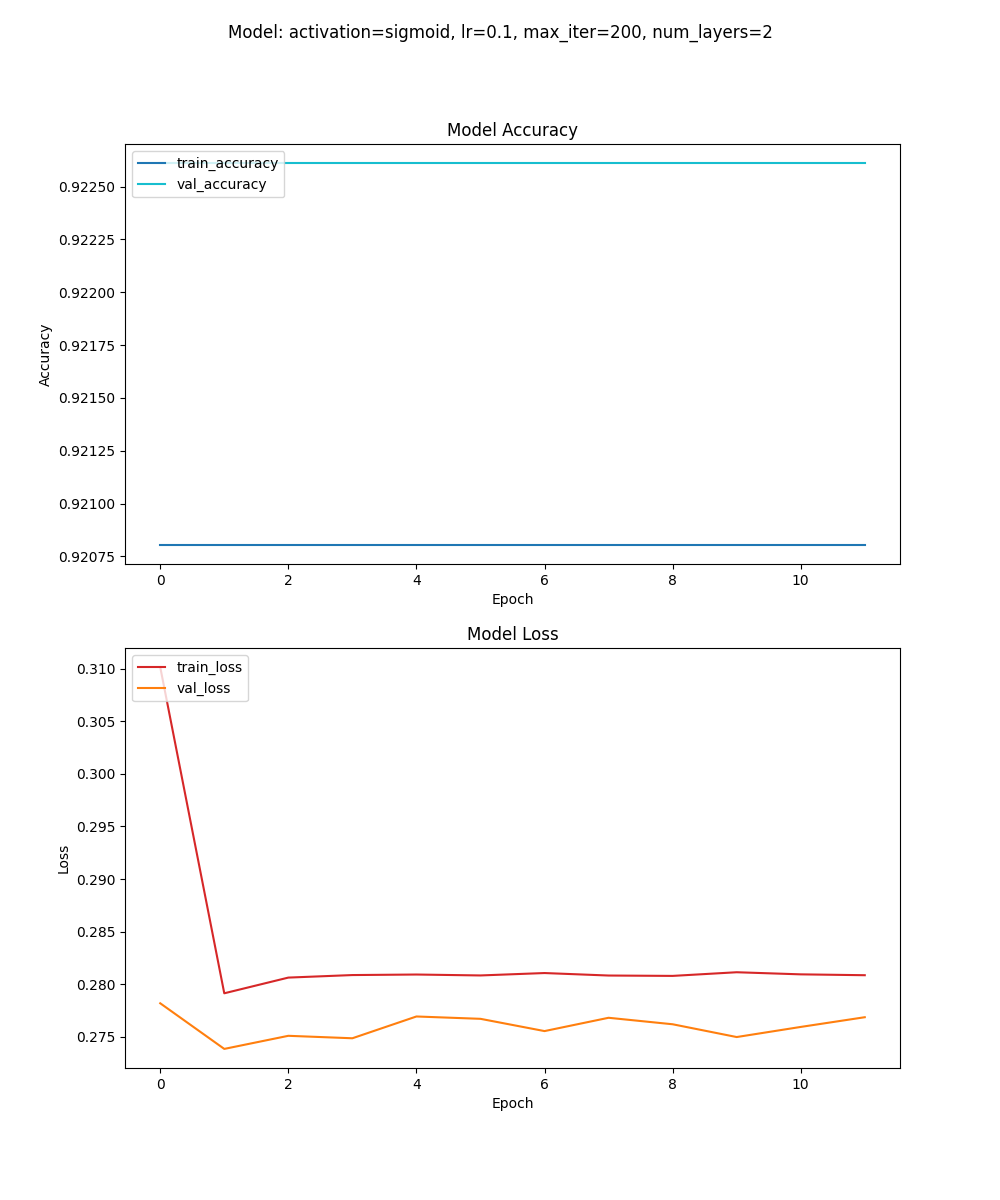 Model: activation=sigmoid, lr=0.1, max_iter=200, num_layers=2
Model Accuracy
train_accuracy
val_accuracy
0.92250
0.92225
0.92200
0.92175
0.92150
0.92125
0.92100
0.92075
Accuracy
0 2 4 6 8 10
Epoch
Model Loss
train_loss
val_loss
0.310
0.305
0.300
0.295
0.290
0.285
0.280
0.275
Loss
0 2 4 6 8 10
Epoch